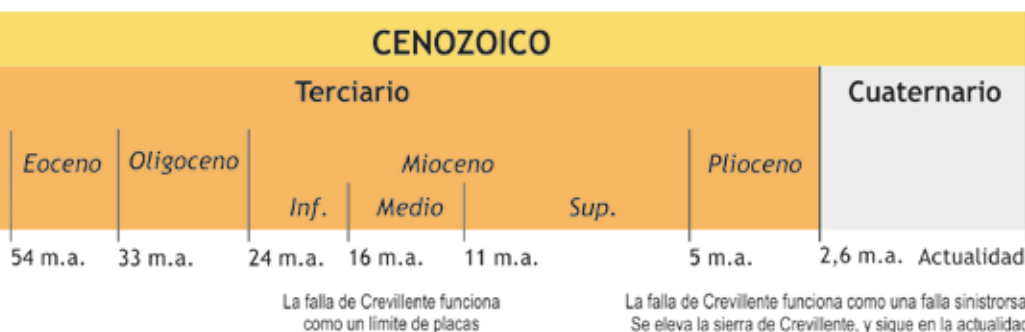 CENOZOICO
Terciario
Cuaternario
Eoceno
Oligoceno
Mioceno
Plioceno
Inf.
Medio
Sup.
54 m.a.
33 m.a.
24 m.a.
16 m.a.
11 m.a.
5 m.a.
2,6 m.a.
Actualidad
La falla de Crevillente funciona
como un límite de placas
La falla de Crevillente funciona como una falla sinistrorsa
Se eleva la sierra de Crevillente, y sigue en la actualidad